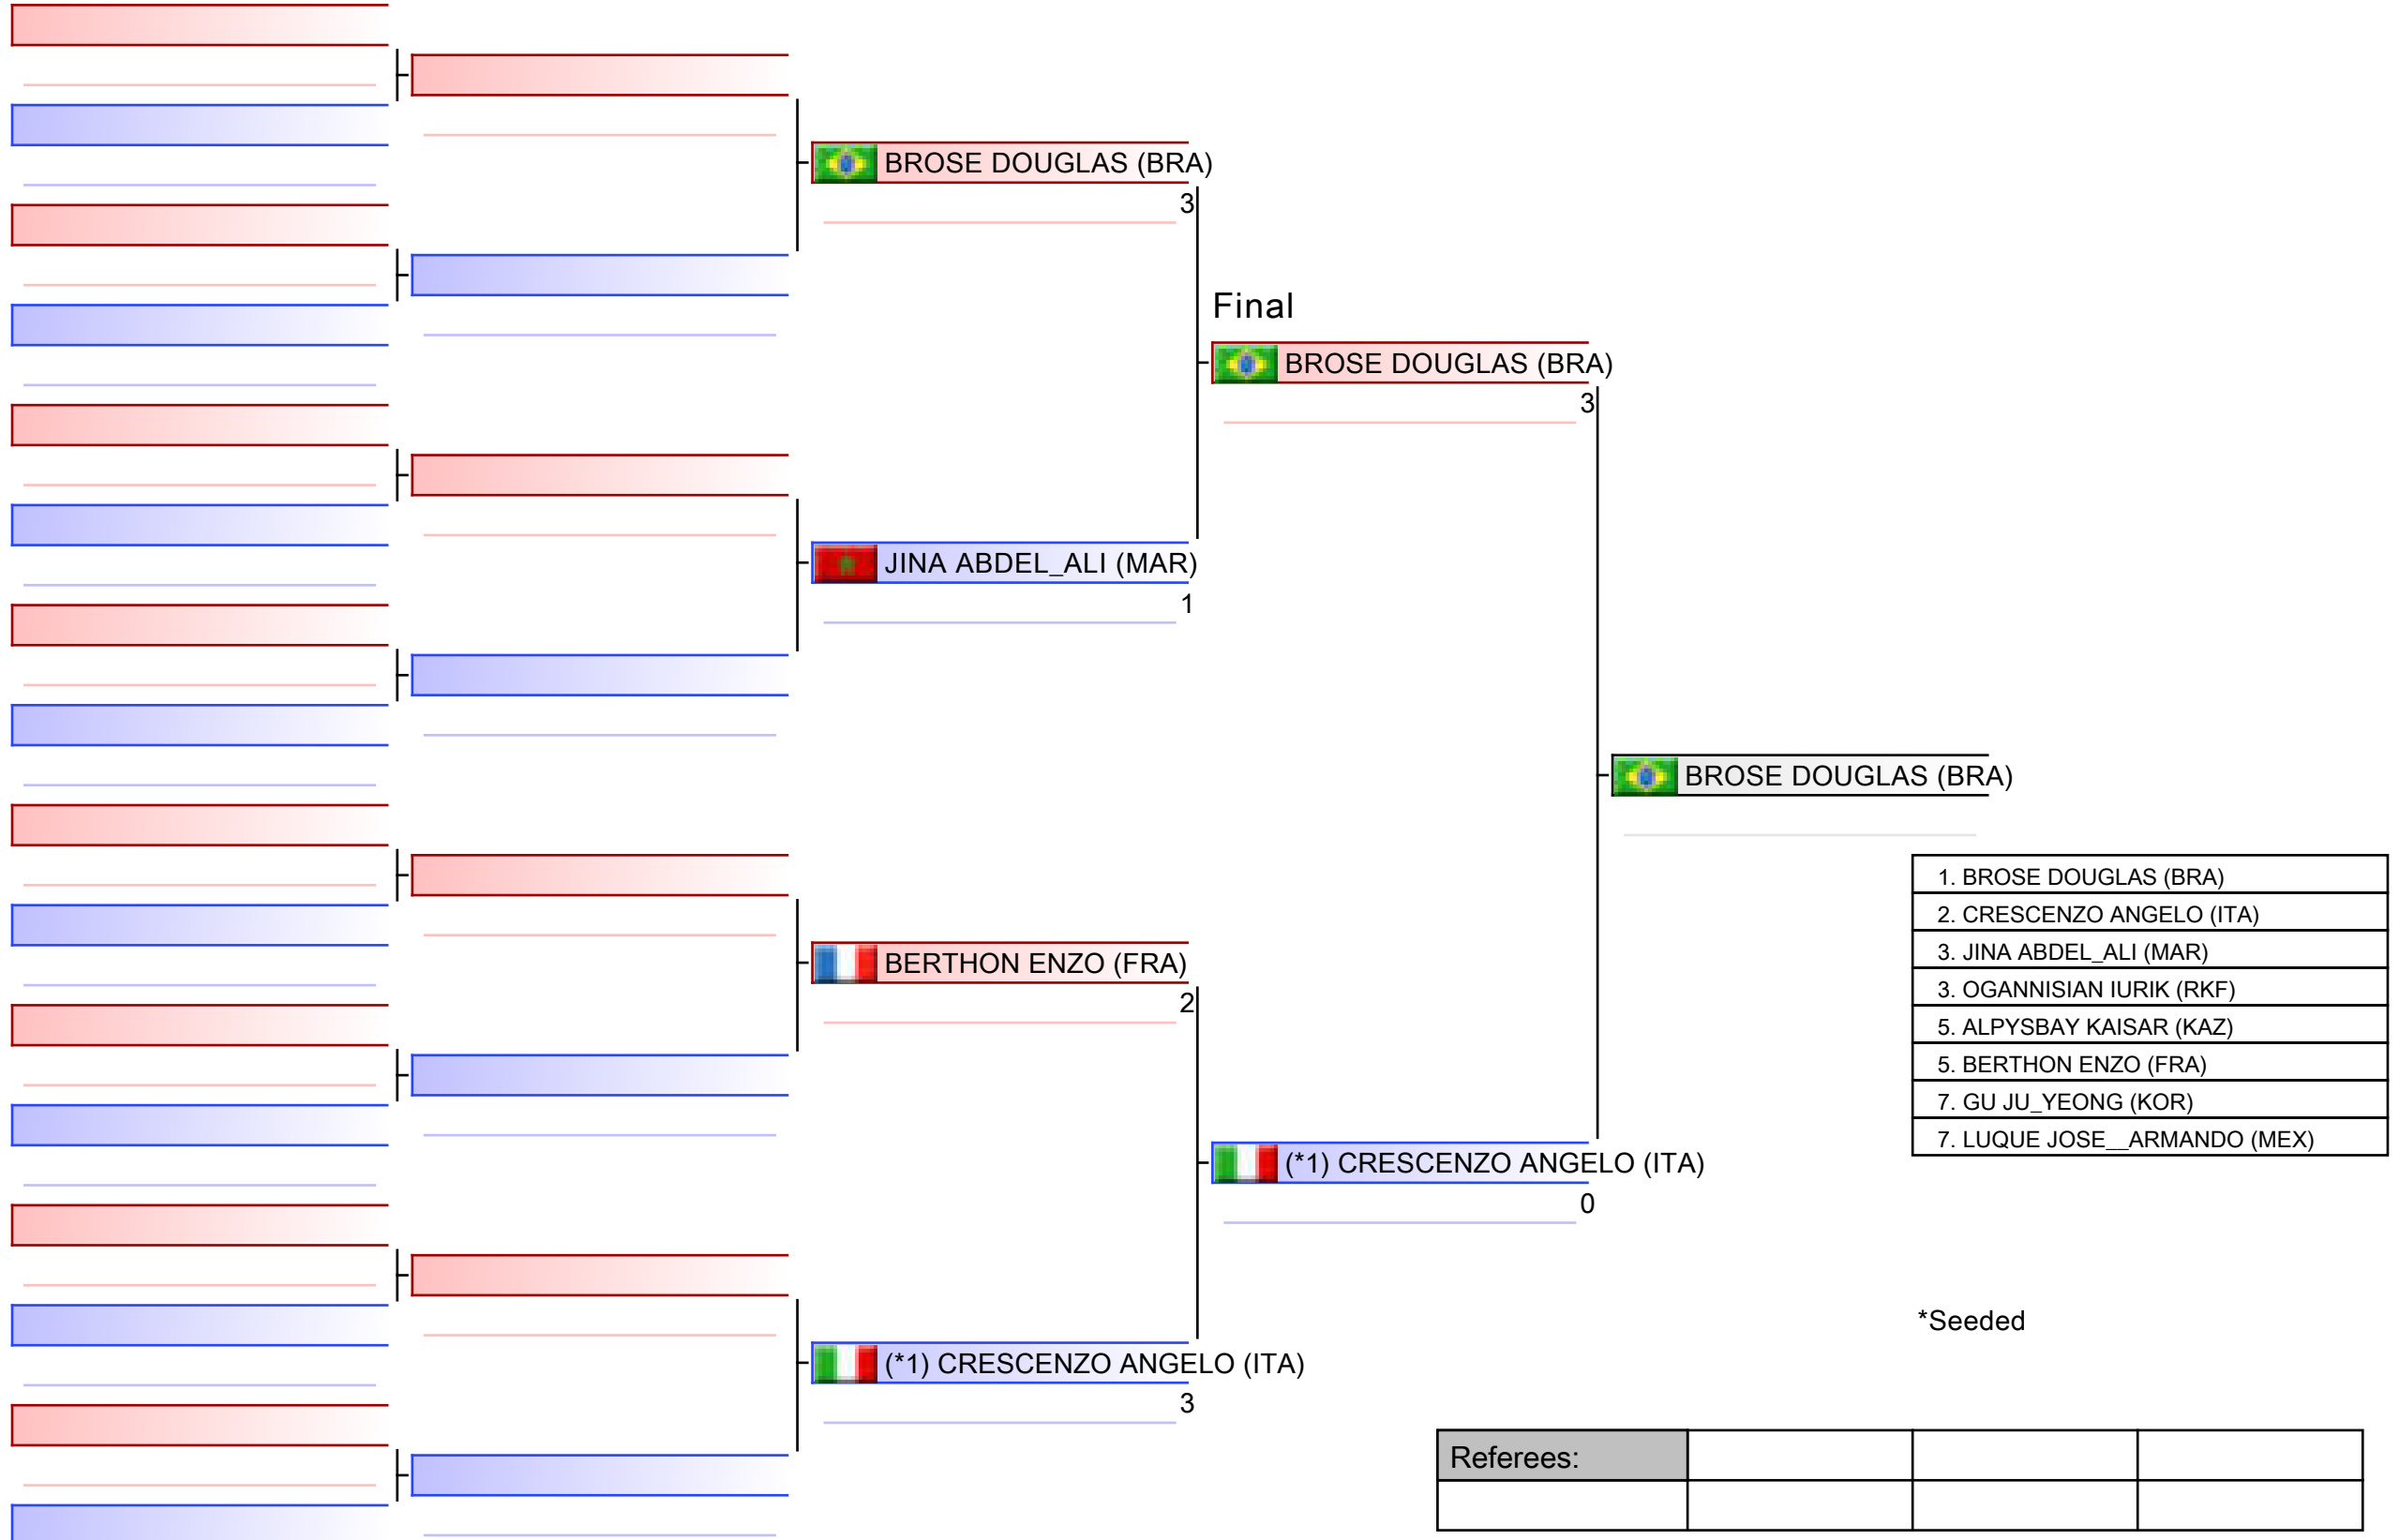 BROSE DOUGLAS (BRA)
3
Final
BROSE DOUGLAS (BRA)
3
JINA ABDEL_ALI (MAR)
1
BROSE DOUGLAS (BRA)
1. BROSE DOUGLAS (BRA)
2. CRESCENZO ANGELO (ITA)
3. JINA ABDEL_ALI (MAR)
3. OGANNISIAN IURIK (RKF)
5. ALPYSBAY KAISAR (KAZ)
5. BERTHON ENZO (FRA)
7. GU JU_YEONG (KOR)
7. LUQUE JOSE__ARMANDO (MEX)
BERTHON ENZO (FRA)
2
(*1) CRESCENZO ANGELO (ITA)
0
(*1) CRESCENZO ANGELO (ITA)
3
*Seeded
Referees: